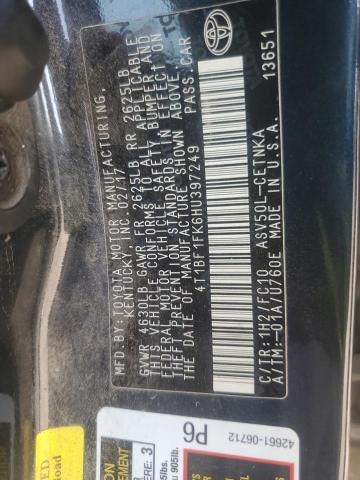 TOYOTA
MFD.BY:TOYOTA MOTOR MANUFACTURING,
KENTUCKY, INC. 02/17
GVWR 4630LB GAWR FR 2625LB RR 2625LB
THIS VEHICLE CONFORMS TO ALL APPLICABLE
FEDERAL MOTOR VEHICLE SAFETY, BUMPER, AND
THEFT PREVENTION STANDARDS IN EFFECT ON
THE DATE OF MANUFACTURE SHOWN ABOVE.
4T1BF1FK6HU397249 PASS. CAR
C/TR:1H2/FC10 ASV50L-CETNKA
A/TM:-01A/U760E MADE IN U.S.A. 13651
42661-06712
P6
3